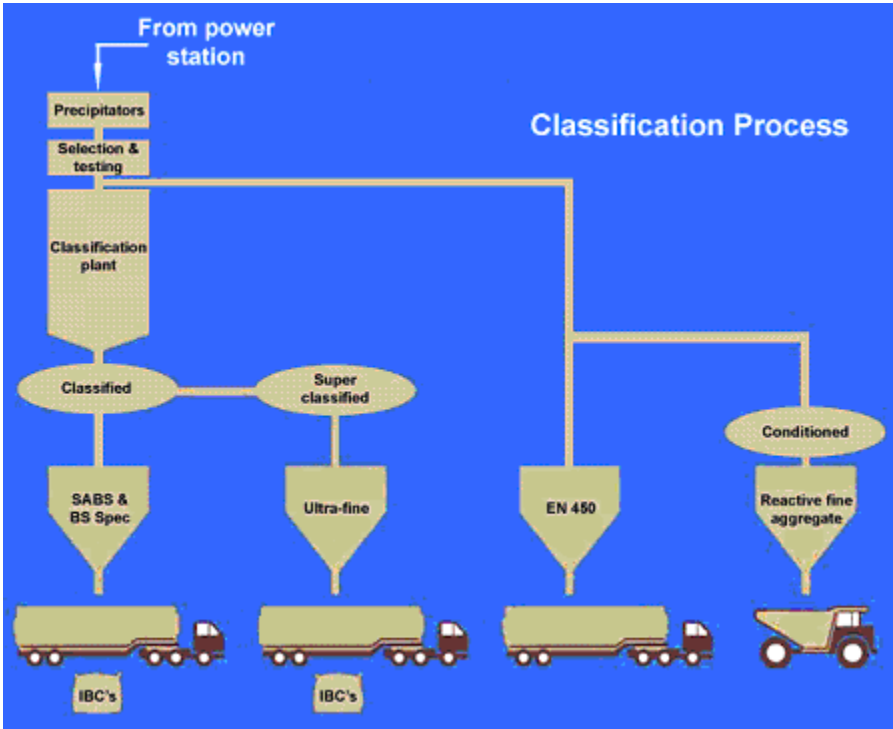 From power
station
Classification Process
Precipitators
Selection &
testing
Classification
plant
Classified
Super
classified
Conditioned
SABS &
BS Spec
Ultra-fine
EN 450
Reactive fine
aggregate
IBC's
IBC's